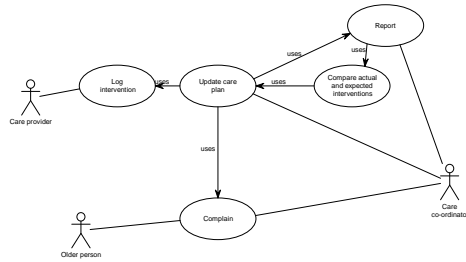 Report
uses
uses
Log
intervention
uses
Update care
plan
uses
Compare actual
and expected
interventions
Care provider
uses
Complain
Care
co-ordinator
Older person